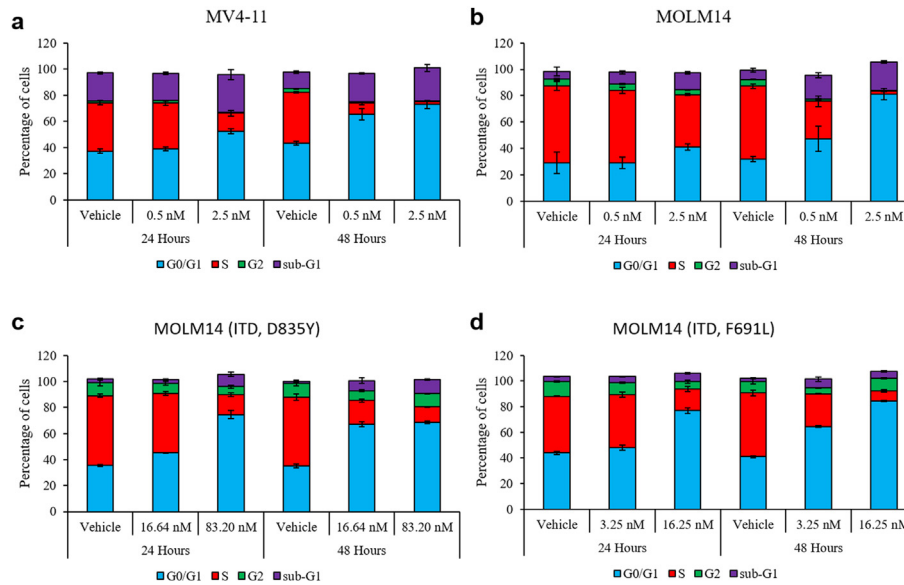 a
MV4-11
Percentage of cells
120
100
80
60
40
20
0
Vehicle 0.5 nM 2.5 nM Vehicle 0.5 nM 2.5 nM
24 Hours 48 Hours
G0/G1 S G2 sub-G1
b
MOLM14
Percentage of cells
120
100
80
60
40
20
0
Vehicle 0.5 nM 2.5 nM Vehicle 0.5 nM 2.5 nM
24 Hours 48 Hours
G0/G1 S G2 sub-G1
c
MOLM14 (ITD, D835Y)
Percentage of cells
120
100
80
60
40
20
0
Vehicle 16.64 nM 83.20 nM Vehicle 16.64 nM 83.20 nM
24 Hours 48 Hours
G0/G1 S G2 sub-G1
d
MOLM14 (ITD, F691L)
Percentage of cells
120
100
80
60
40
20
0
Vehicle 3.25 nM 16.25 nM Vehicle 3.25 nM 16.25 nM
24 Hours 48 Hours
G0/G1 S G2 sub-G1